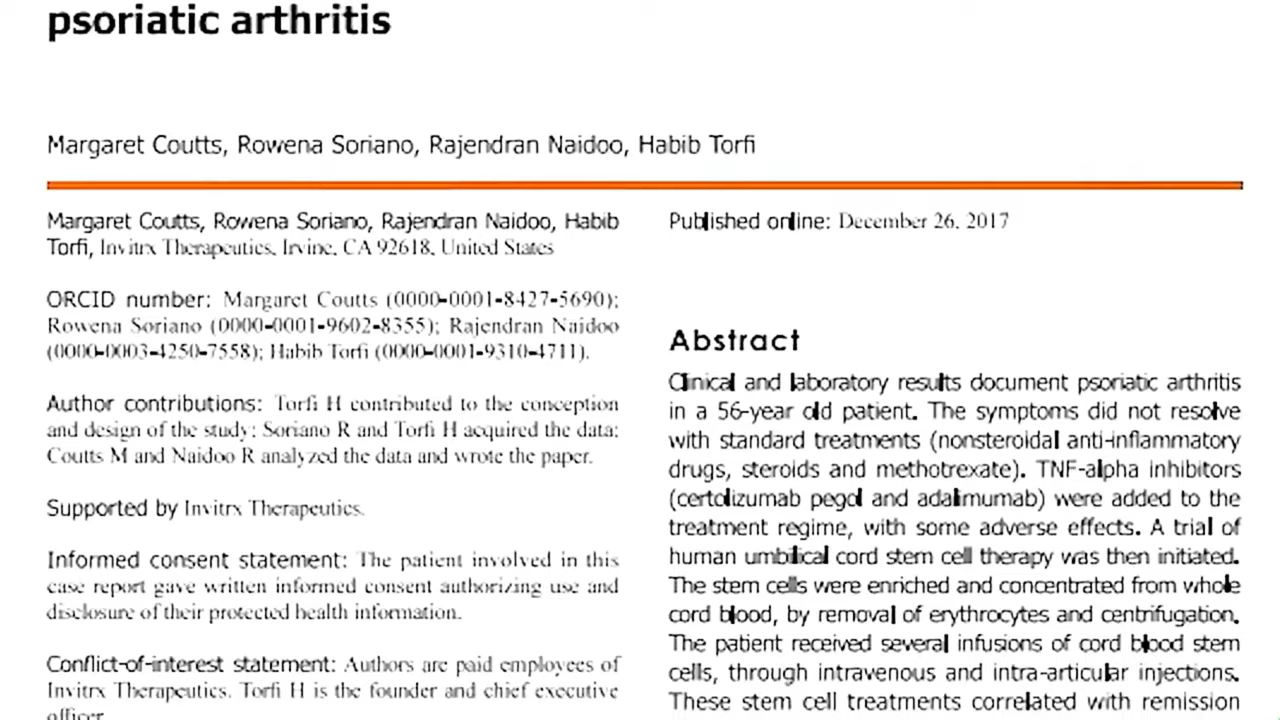 psoriatic arthritis
Margaret Coutts, Rowena Soriano, Rajendran Naidoo, Habib Torfi
Margaret Coutts, Rowena Soriano, Rajendran Naidoo, Habib
Torfi, Invitrx Therapeutics, Irvine, CA 92618, United States
ORCID number: Margaret Coutts (0000-0001-8427-5690);
Rowena Soriano (0000-0001-9602-8355); Rajendran Naidoo
(0000-0003-4250-7558); Habib Torfi (0000-0001-9310-4711).
Author contributions: Torfi H contributed to the conception
and design of the study; Soriano R and Torfi H acquired the data;
Coutts M and Naidoo R analyzed the data and wrote the paper.
Supported by Invitrx Therapeutics.
Informed consent statement: The patient involved in this
case report gave written informed consent authorizing use and
disclosure of their protected health information.
Conflict-of-interest statement: Authors are paid employees of
Invitrx Therapeutics. Torfi H is the founder and chief executive
officer
Published online: December 26, 2017
Abstract
Clinical and laboratory results document psoriatic arthritis
in a 56-year old patient. The symptoms did not resolve
with standard treatments (nonsteroidal anti-inflammatory
drugs, steroids and methotrexate). TNF-alpha inhibitors
(certolizumab pegol and adalimumab) were added to the
treatment regime, with some adverse effects. A trial of
human umbilical cord stem cell therapy was then initiated.
The stem cells were enriched and concentrated from whole
cord blood, by removal of erythrocytes and centrifugation.
The patient received several infusions of cord blood stem
cells, through intravenous and intra-articular injections.
These stem cell treatments correlated with remission